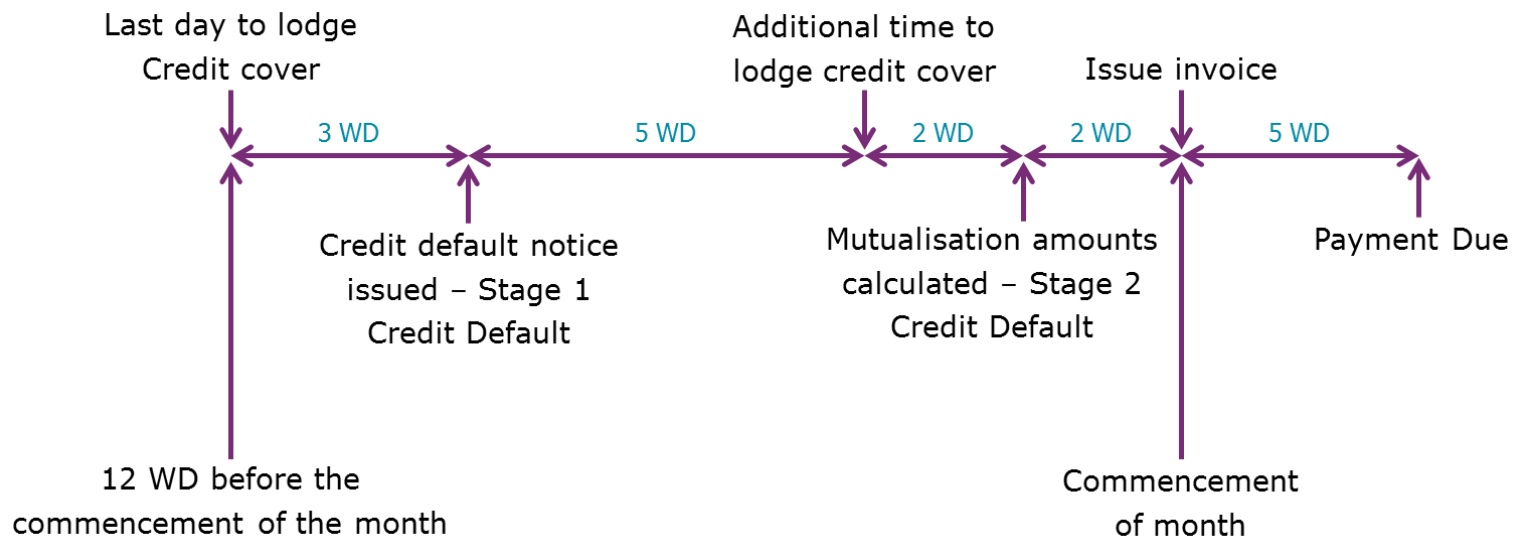 Last day to lodge
Credit cover
Additional time to
lodge credit cover
Issue invoice
3 WD
5 WD
2 WD
2 WD
5 WD
Credit default notice
issued – Stage 1
Credit Default
Mutualisation amounts
calculated – Stage 2
Credit Default
Payment Due
12 WD before the
commencement of the month
Commencement
of month